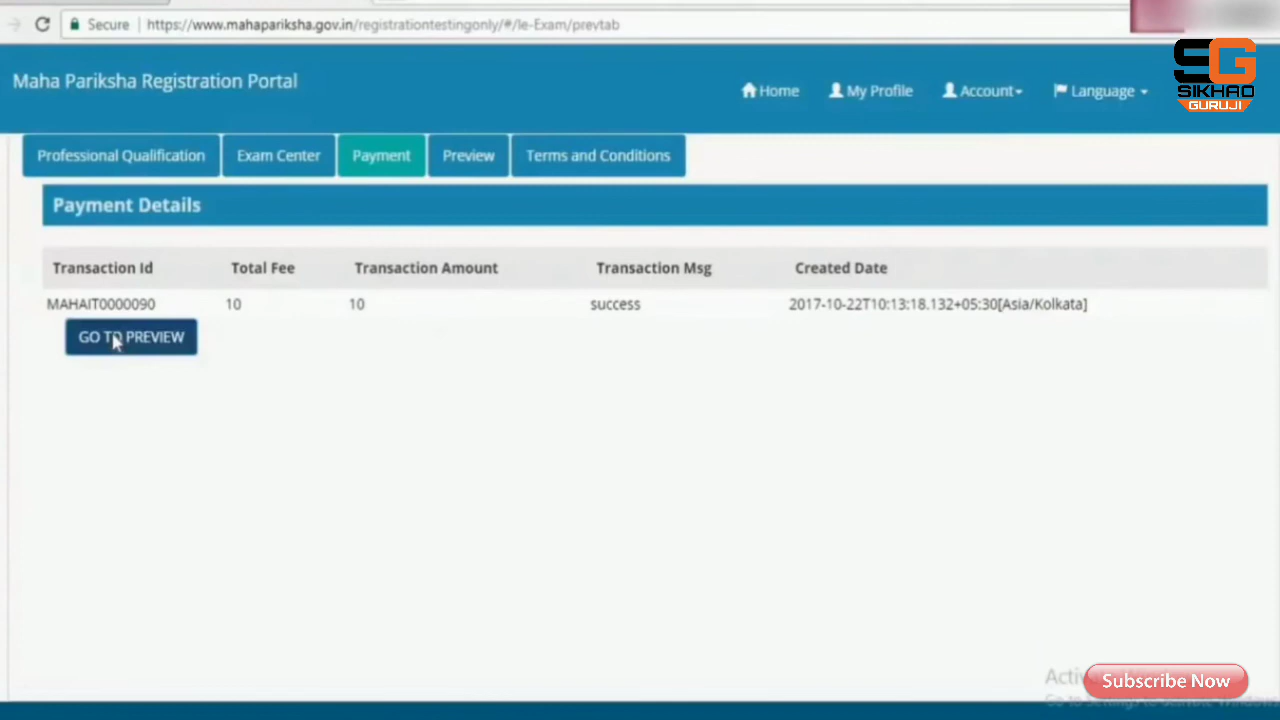 Secure https://www.mahapariksha.gov.in/registrationtestingonly/#/le-Exam/prevtab
Maha Pariksha Registration Portal
Home My Profile Account Language
SG
SIKHAO
GURUJI
Professional Qualification Exam Center Payment Preview Terms and Conditions
Payment Details
Transaction Id Total Fee Transaction Amount Transaction Msg Created Date
MAHAIT0000090 10 10 success 2017-10-22T10:13:18.132+05:30[Asia/Kolkata]
GO TO PREVIEW
Subscribe Now